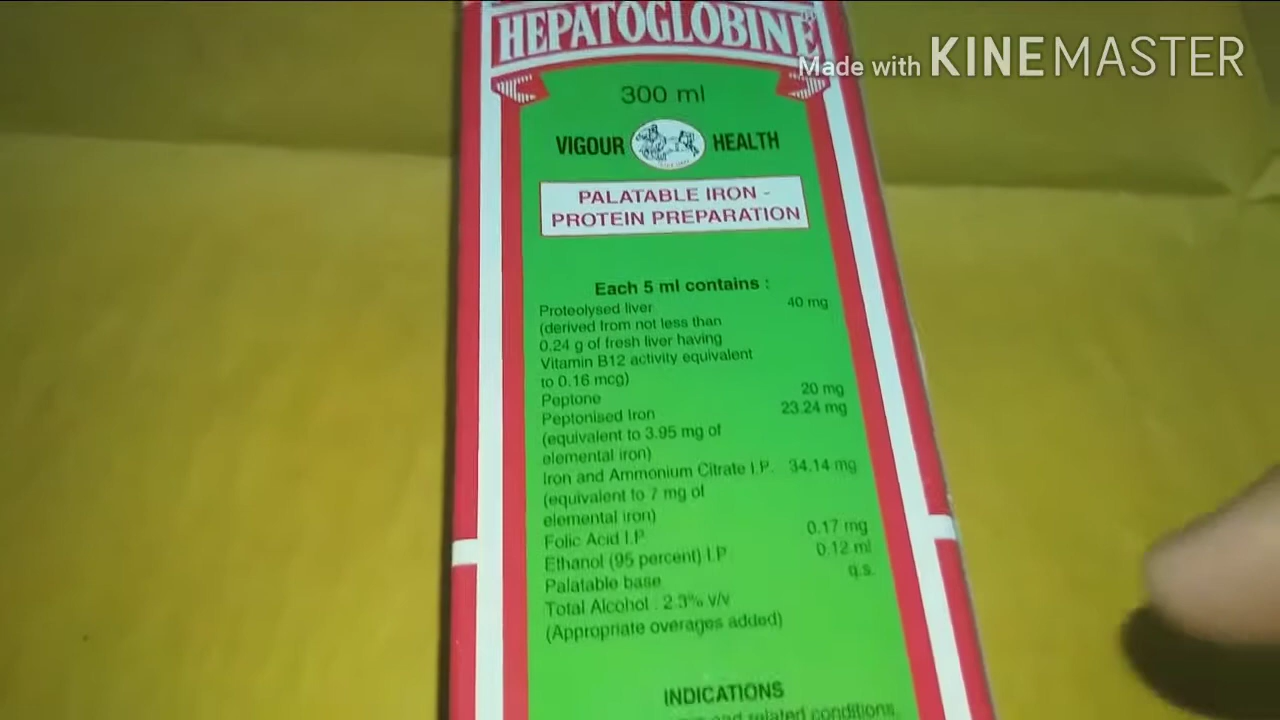 HEPATOGLOBINE
Made with KINEMASTER
300 ml
VIGOUR HEALTH
PALATABLE IRON -
PROTEIN PREPARATION
Each 5 ml contains :
Proteolysed liver 40 mg
(derived from not less than
0.24 g of fresh liver having
Vitamin B12 activity equivalent
to 0.16 mcg)
Peptone 20 mg
Peptonised Iron 23.24 mg
(equivalent to 3.95 mg of
elemental iron)
Iron and Ammonium Citrate I.P. 34.14 mg
(equivalent to 7 mg of
elemental iron)
Folic Acid I.P. 0.17 mg
Ethanol (95 percent) I.P 0.12 ml
Palatable base q.s.
Total Alcohol : 2.3% v/v
(Appropriate overages added)
INDICATIONS
and related conditions